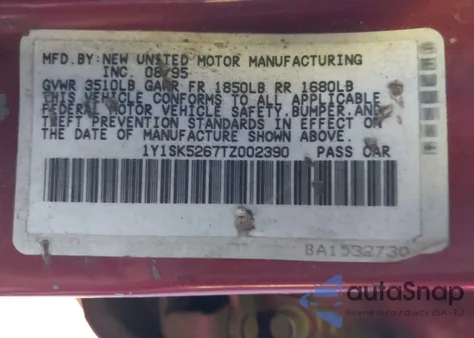 MFD.BY:NEW UNITED MOTOR MANUFACTURING
INC. 08/95
GVWR 3510LB GAWR FR 1850LB RR 1680LB
THIS VEHICLE CONFORMS TO ALL APPLICABLE
FEDERAL MOTOR VEHICLE SAFETY,BUMPER,AND
THEFT PREVENTION STANDARDS IN EFFECT ON
THE DATE OF MANUFACTURE SHOWN ABOVE.
1Y1SK5267TZ002390 PASS CAR
BA1532730
autoSnap